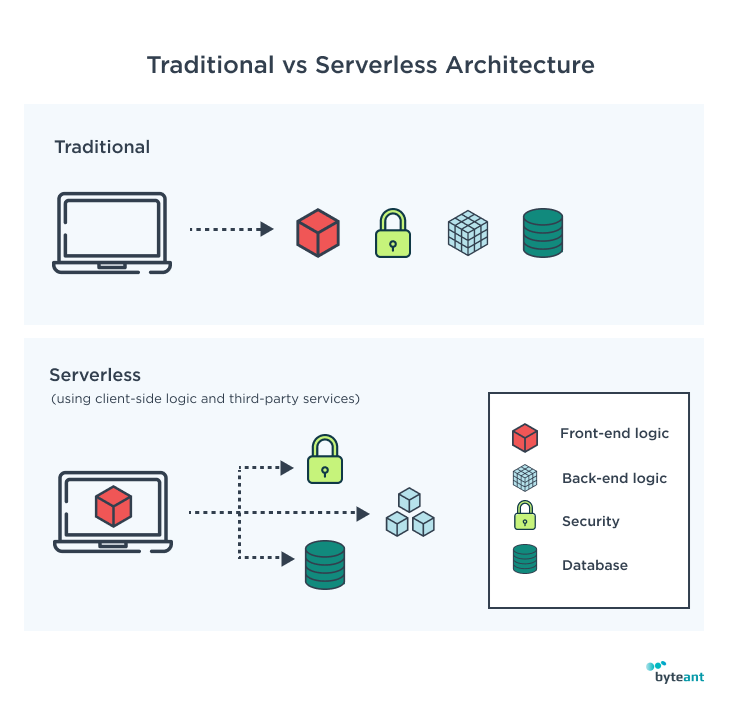 Traditional vs Serverless Architecture
Traditional
Serverless
(using client-side logic and third-party services)
Front-end logic
Back-end logic
Security
Database
byteant